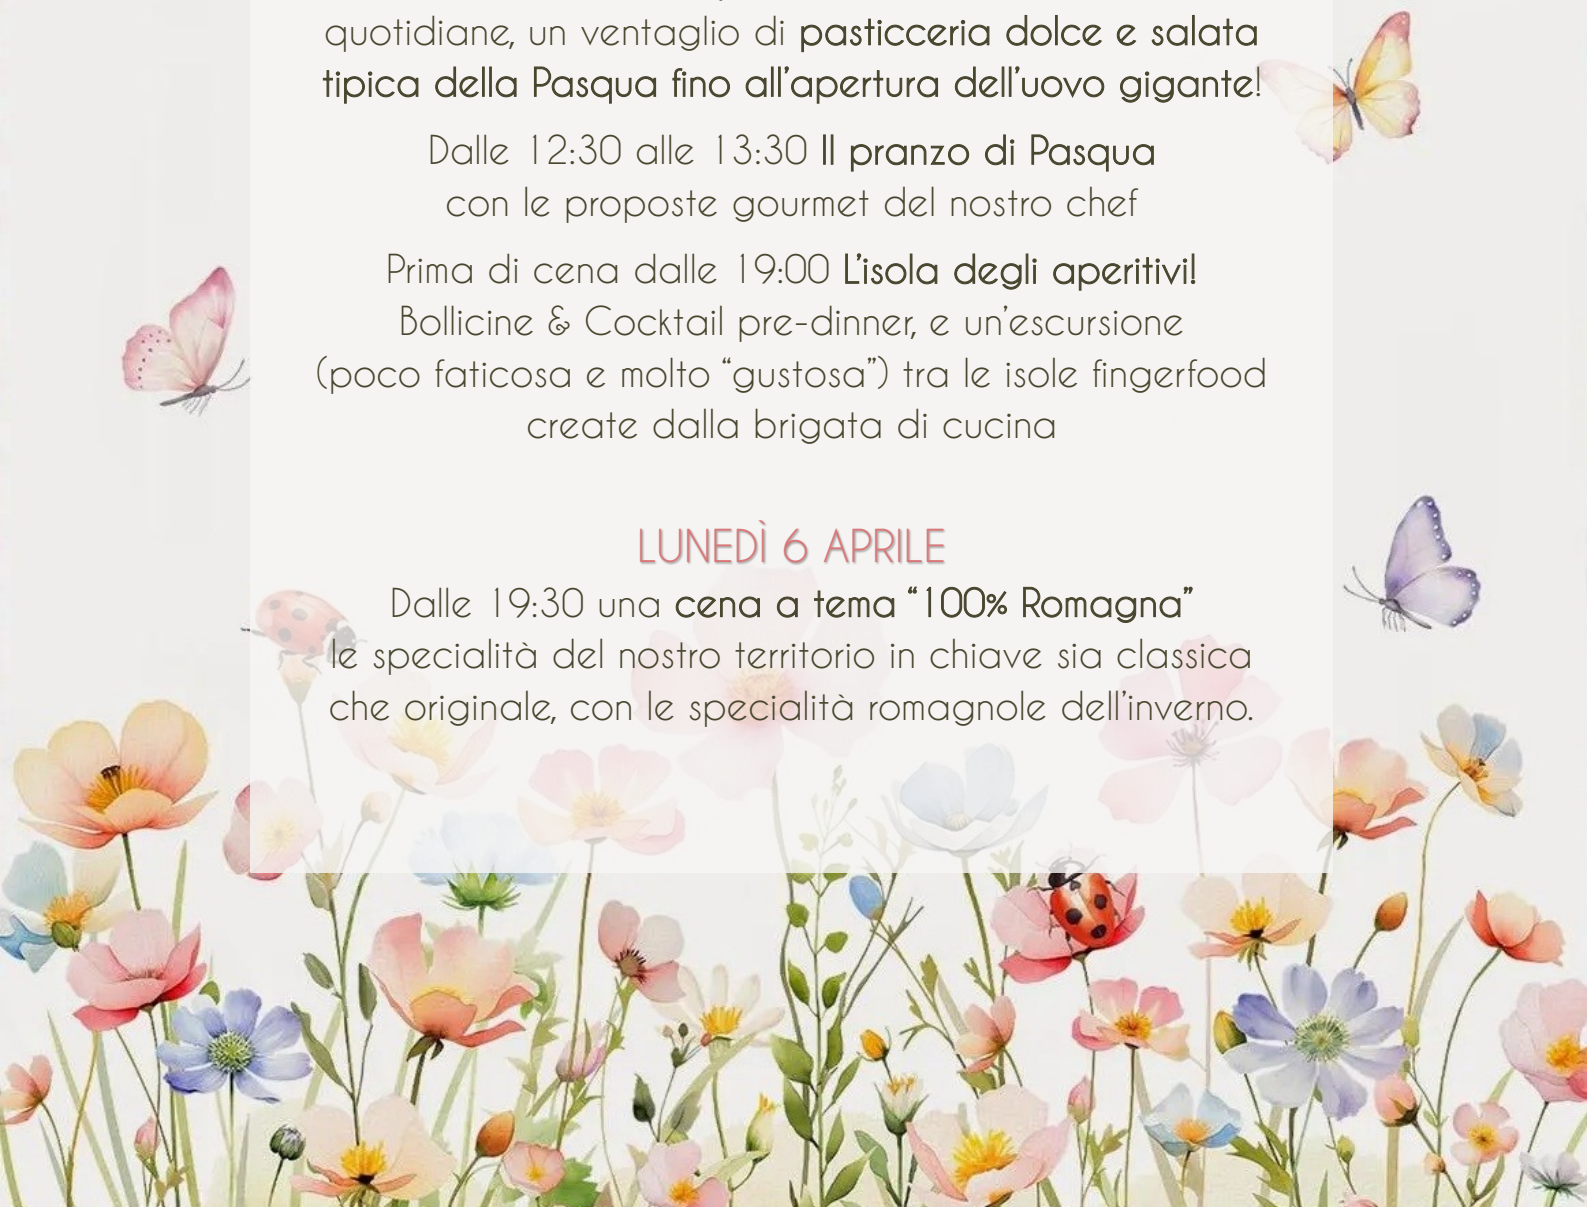 quotidiane, un ventaglio di pasticceria dolce e salata
tipica della Pasqua fino all'apertura dell'uovo gigante!
Dalle 12:30 alle 13:30 Il pranzo di Pasqua
con le proposte gourmet del nostro chef
Prima di cena dalle 19:00 L'isola degli aperitivi!
Bollicine & Cocktail pre-dinner, e un'escursione
(poco faticosa e molto “gustosa”) tra le isole fingerfood
create dalla brigata di cucina
LUNEDÌ 6 APRILE
Dalle 19:30 una cena a tema “100% Romagna”
le specialità del nostro territorio in chiave sia classica
che originale, con le specialità romagnole dell'inverno.